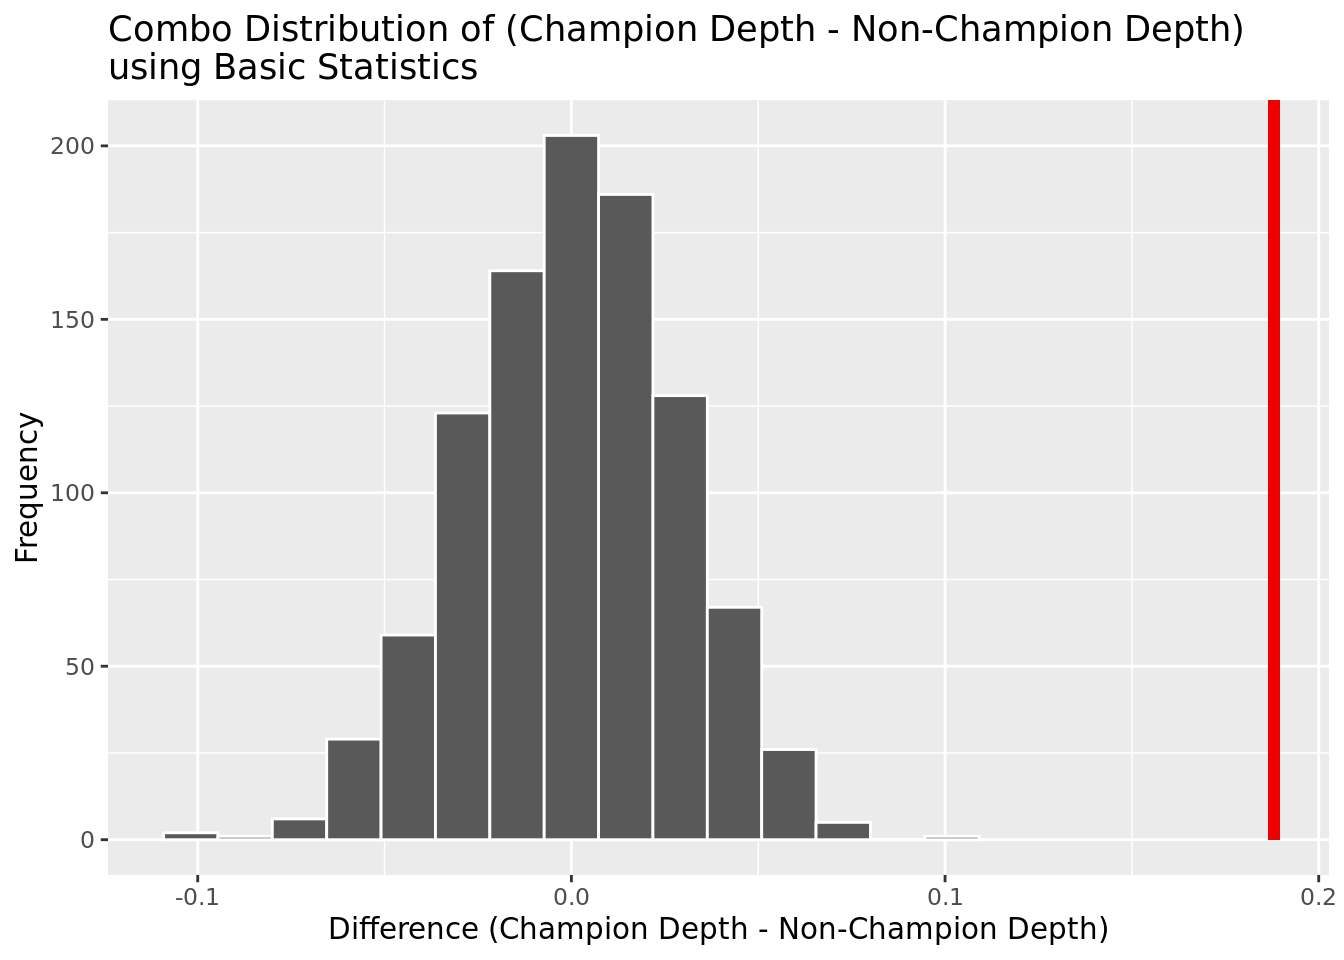 Combo Distribution of (Champion Depth - Non-Champion Depth)
using Basic Statistics
200
150
100
50
0
Frequency
-0.1
0.0
0.1
0.2
Difference (Champion Depth - Non-Champion Depth)